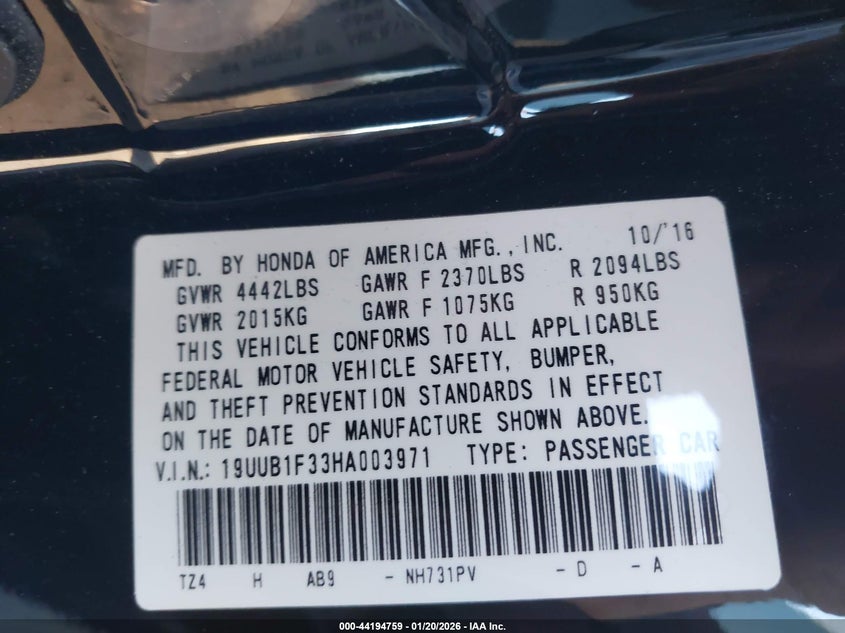 MFD. BY HONDA OF AMERICA MFG., INC. 10/'16
GVWR 4442LBS GAWR F 2370LBS R 2094LBS
GVWR 2015KG GAWR F 1075KG R 950KG
THIS VEHICLE CONFORMS TO ALL APPLICABLE
FEDERAL MOTOR VEHICLE SAFETY, BUMPER,
AND THEFT PREVENTION STANDARDS IN EFFECT
ON THE DATE OF MANUFACTURE SHOWN ABOVE.
V.I.N.: 19UUB1F33HA003971 TYPE: PASSENGER CAR
TZ4 H AB9 - NH731PV - D - A
000-44194759 - 01/20/2026 - IAA Inc.